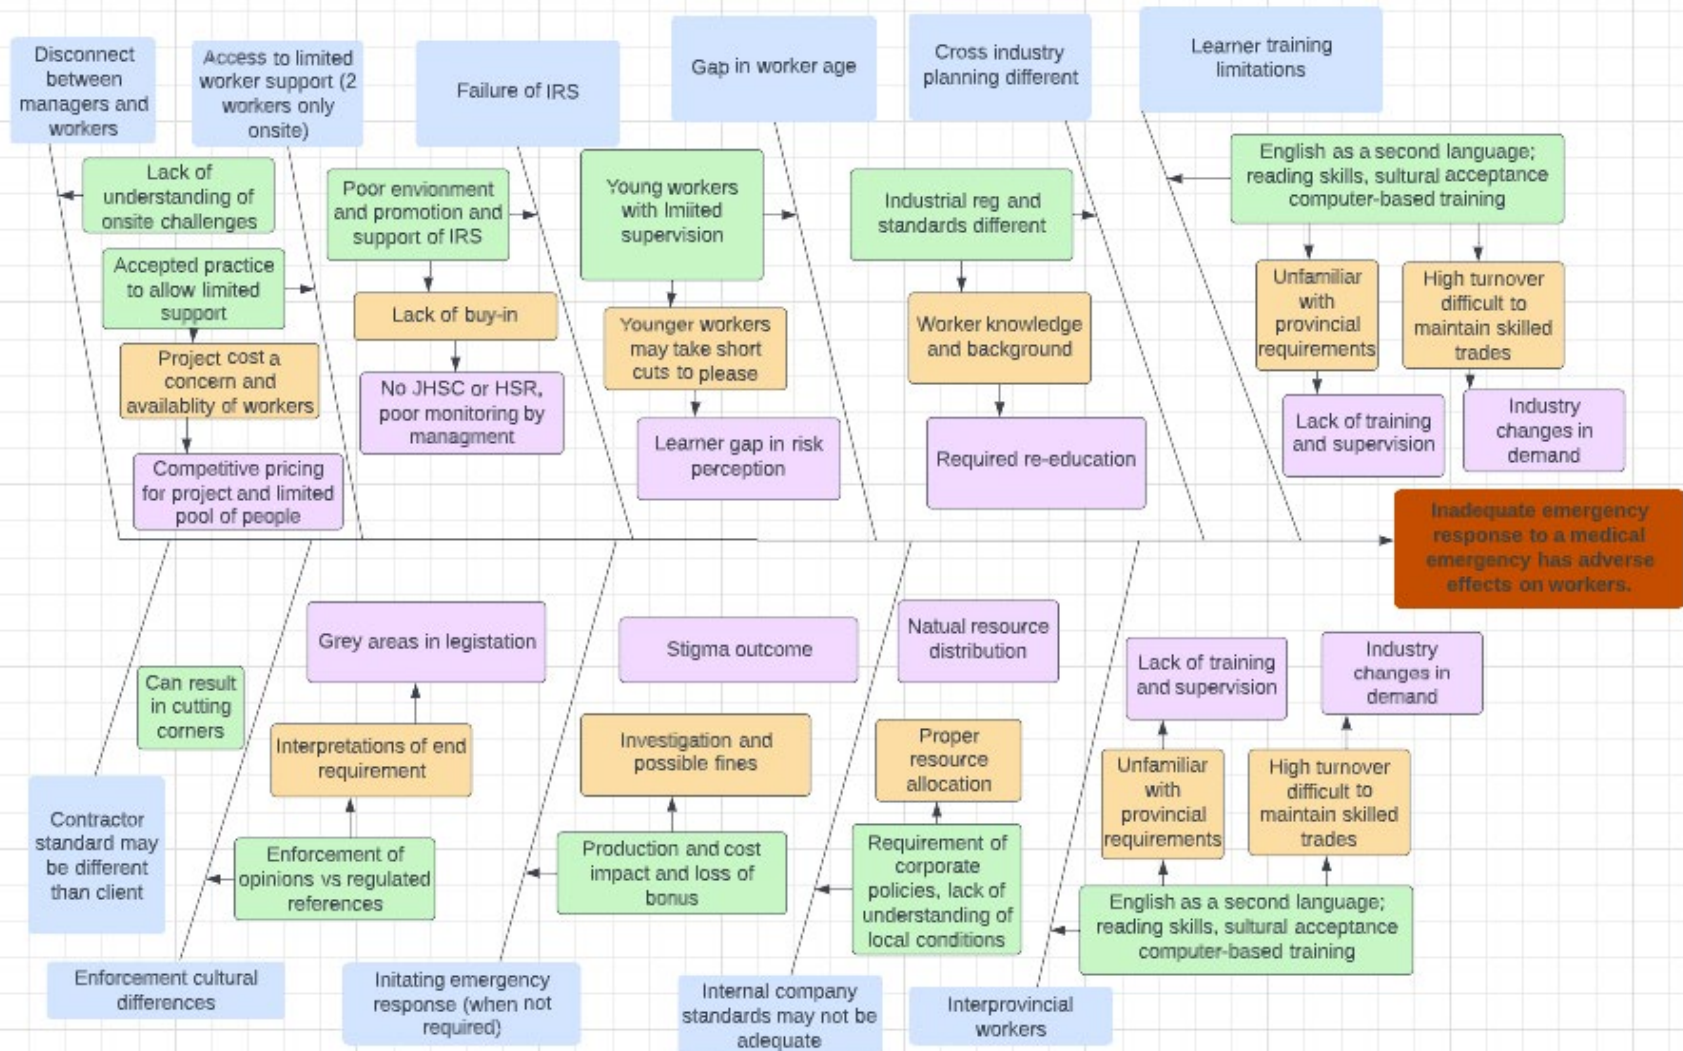 Disconnect
between
managers and
workers
Access to limited
worker support (2
workers only
onsite)
Failure of IRS
Gap in worker age
Cross industry
planning different
Learner training
limitations
Lack of
understanding of
onsite challenges
Accepted practice
to allow limited
support
Project cost a
concern and
availablity of workers
Competitive pricing
for project and limited
pool of people
Poor envionment
and promotion and
support of IRS
Lack of buy-in
No JHSC or HSR,
poor monitoring by
managment
Young workers
with lmiited
supervision
Younger workers
may take short
cuts to please
Learner gap in risk
perception
Industrial reg and
standards different
Worker knowledge
and background
Required re-education
English as a second language;
reading skills, sultural acceptance
computer-based training
Unfamiliar
with
provincial
requirements
High turnover
difficult to
maintain skilled
trades
Lack of training
and supervision
Industry
changes in
demand
Inadequate emergency
response to a medical
emergency has adverse
effects on workers.
Can result
in cutting
corners
Contractor
standard may
be different
than client
Grey areas in legistation
Interpretations of end
requirement
Enforcement of
opinions vs regulated
references
Enforcement cultural
differences
Stigma outcome
Investigation and
possible fines
Production and cost
impact and loss of
bonus
Initating emergency
response (when not
required)
Natual resource
distribution
Proper
resource
allocation
Requirement of
corporate
policies, lack of
understanding of
local conditions
Internal company
standards may not be
adequate
Lack of training
and supervision
Industry
changes in
demand
Unfamiliar
with
provincial
requirements
High turnover
difficult to
maintain skilled
trades
English as a second language;
reading skills, sultural acceptance
computer-based training
Interprovincial
workers